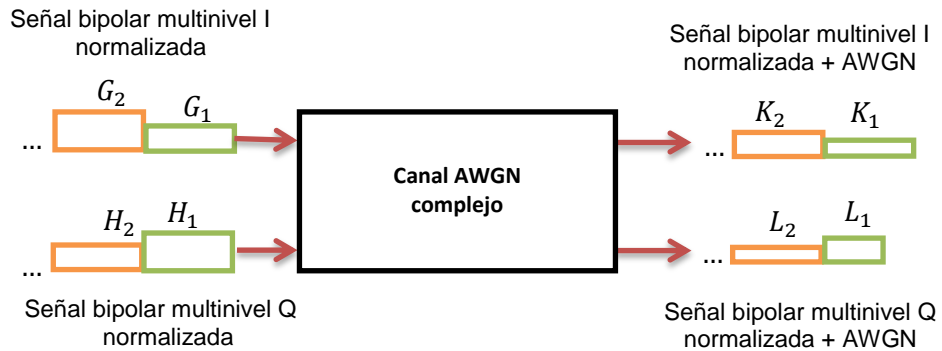 Señal bipolar multinivel I
normalizada
G₂ G₁
...
Señal bipolar multinivel I
normalizada + AWGN
K₂ K₁
...
Canal AWGN
complejo
H₂ H₁
...
Señal bipolar multinivel Q
normalizada
L₂ L₁
...
Señal bipolar multinivel Q
normalizada + AWGN